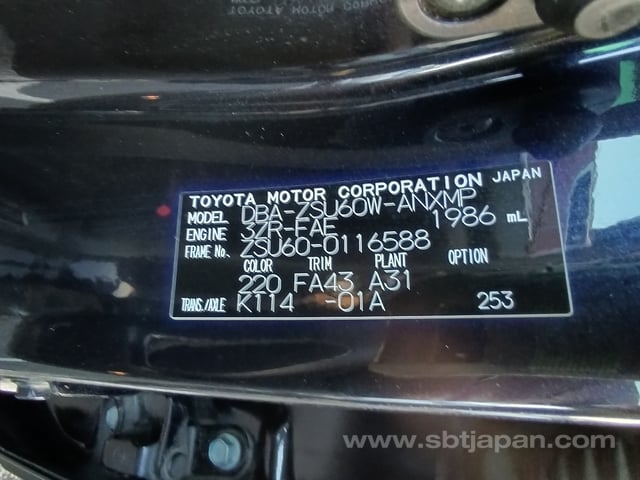 TOYOTA MOTOR CORPORATION JAPAN
MODEL DBA-ZSU60W-ANXMP
ENGINE 3ZR-FAE 1986 mL
FRAME No. ZSU60-0116588
COLOR TRIM PLANT OPTION
220 FA43 A31
TRANS./AXLE K114 -01A 253
www.sbtjapan.com